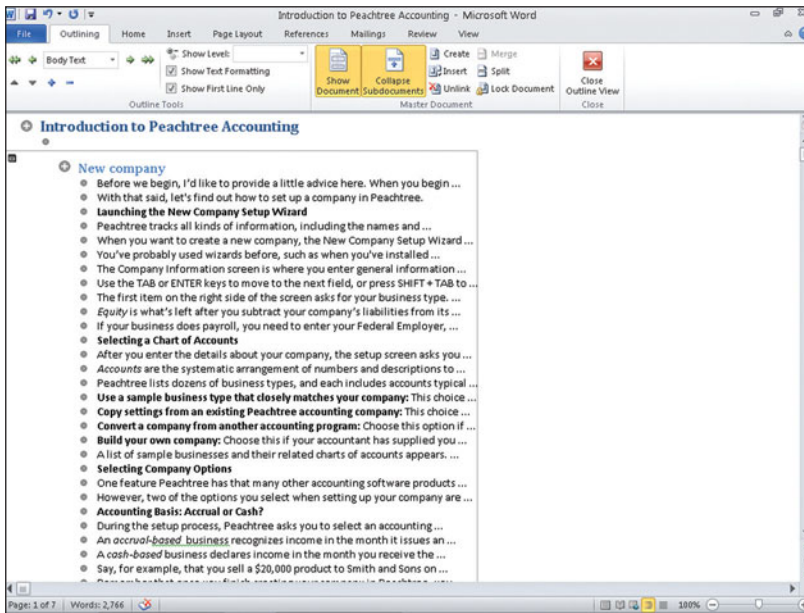 Introduction to Peachtree Accounting - Microsoft Word
File Outlining Home Insert Page Layout References Mailings Review View
Body Text
Show Level:
Show Text Formatting
Show First Line Only
Outline Tools
Show Document
Collapse Subdocuments
Create Merge
Insert Split
Unlink Lock Document
Master Document
Close Outline View
Close
Introduction to Peachtree Accounting
New company
Before we begin, I'd like to provide a little advice here. When you begin ...
With that said, let's find out how to set up a company in Peachtree.
Launching the New Company Setup Wizard
Peachtree tracks all kinds of information, including the names and ...
When you want to create a new company, the New Company Setup Wizard ...
You've probably used wizards before, such as when you've installed ...
The Company Information screen is where you enter general information ...
Use the TAB or ENTER keys to move to the next field, or press SHIFT + TAB to ...
The first item on the right side of the screen asks for your business type. ...
Equity is what's left after you subtract your company's liabilities from its ...
If your business does payroll, you need to enter your Federal Employer, ...
Selecting a Chart of Accounts
After you enter the details about your company, the setup screen asks you ...
Accounts are the systematic arrangement of numbers and descriptions to ...
Peachtree lists dozens of business types, and each includes accounts typical ...
Use a sample business type that closely matches your company: This choice ...
Copy settings from an existing Peachtree accounting company: This choice ...
Convert a company from another accounting program: Choose this option if ...
Build your own company: Choose this if your accountant has supplied you ...
A list of sample businesses and their related charts of accounts appears. ...
Selecting Company Options
One feature Peachtree has that many other accounting software products ...
However, two of the options you select when setting up your company are ...
Accounting Basis: Accrual or Cash?
During the setup process, Peachtree asks you to select an accounting ...
An accrual-based business recognizes income in the month it issues an ...
A cash-based business declares income in the month you receive the ...
Say, for example, that you sell a $20,000 product to Smith and Sons on ...
Remember that once you finish creating your company in Peachtree, you
Page: 1 of 7 Words: 2,766 100%